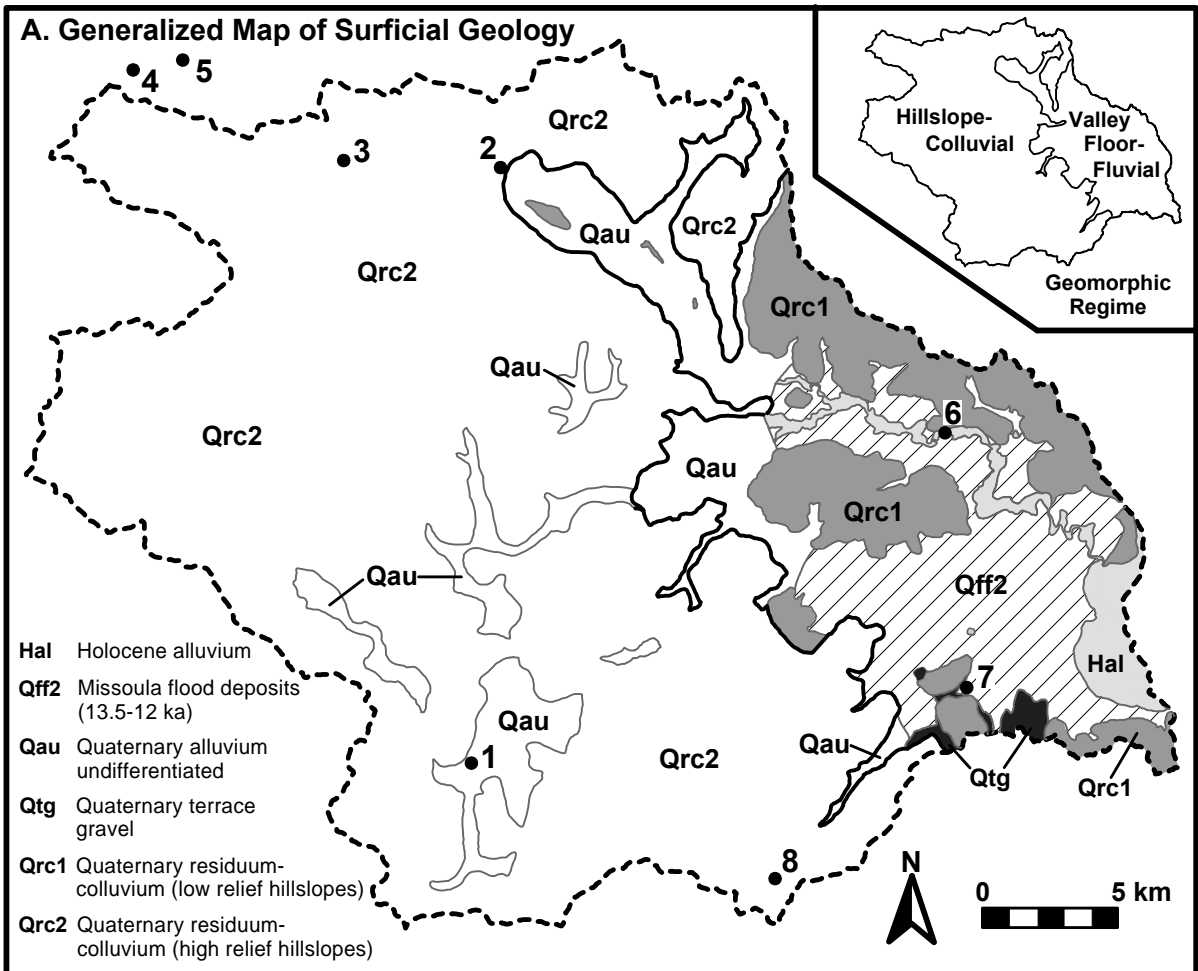 A. Generalized Map of Surficial Geology
4
5
3
2
Qrc2
Hillslope-
Colluvial
Valley
Floor-
Fluvial
Geomorphic
Regime
Qau
Qrc2
Qrc2
Qrc1
Qau
Qrc2
6
Qau
Qrc1
Qau
Qff2
Hal
7
Qau
1
Qrc2
Qau
Qtg
Qrc1
8
Hal Holocene alluvium
Qff2 Missoula flood deposits
(13.5-12 ka)
Qau Quaternary alluvium
undifferentiated
Qtg Quaternary terrace
gravel
Qrc1 Quaternary residuum-
colluvium (low relief hillslopes)
Qrc2 Quaternary residuum-
colluvium (high relief hillslopes)
N
0 5 km